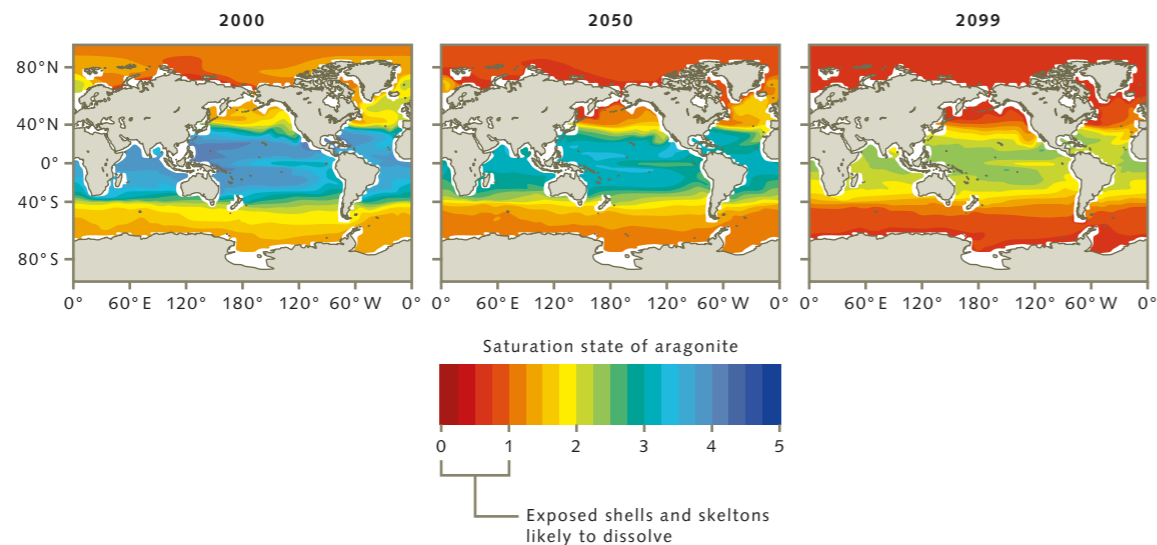 2000
2050
2099
80°N
40°N
0°
40°S
80°S
0° 60° E 120° 180° 120° 60° W 0°
0° 60° E 120° 180° 120° 60° W 0°
0° 60° E 120° 180° 120° 60° W 0°
Saturation state of aragonite
0 1 2 3 4 5
Exposed shells and skeltons
likely to dissolve